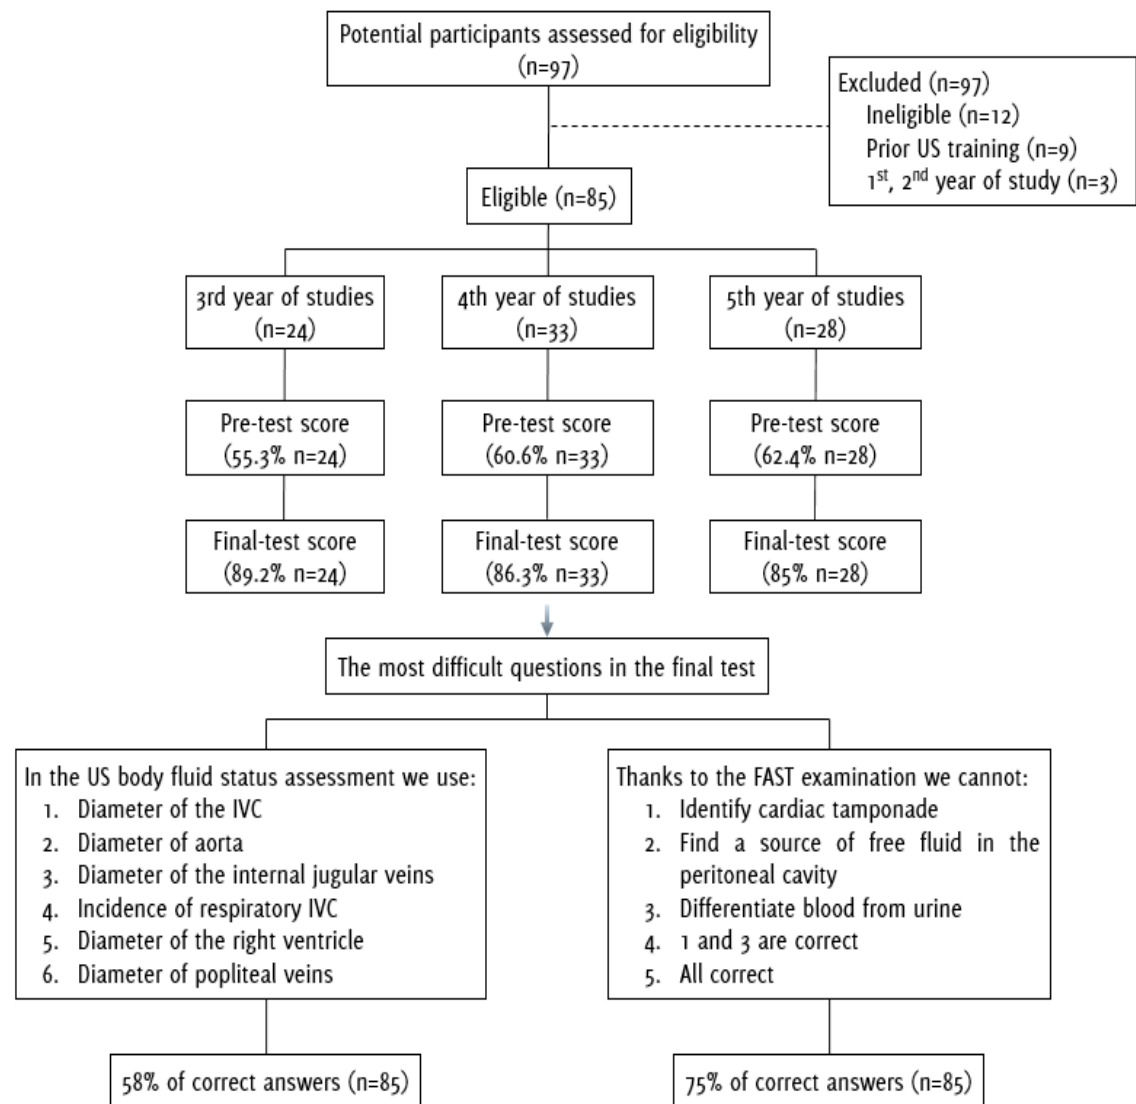 Potential participants assessed for eligibility
(n=97)
Excluded (n=97)
Ineligible (n=12)
Prior US training (n=9)
1st, 2nd year of study (n=3)
Eligible (n=85)
3rd year of studies
(n=24)
4th year of studies
(n=33)
5th year of studies
(n=28)
Pre-test score
(55.3% n=24)
Pre-test score
(60.6% n=33)
Pre-test score
(62.4% n=28)
Final-test score
(89.2% n=24)
Final-test score
(86.3% n=33)
Final-test score
(85% n=28)
The most difficult questions in the final test
In the US body fluid status assessment we use:
1. Diameter of the IVC
2. Diameter of aorta
3. Diameter of the internal jugular veins
4. Incidence of respiratory IVC
5. Diameter of the right ventricle
6. Diameter of popliteal veins
Thanks to the FAST examination we cannot:
1. Identify cardiac tamponade
2. Find a source of free fluid in the
peritoneal cavity
3. Differentiate blood from urine
4. 1 and 3 are correct
5. All correct
58% of correct answers (n=85)
75% of correct answers (n=85)